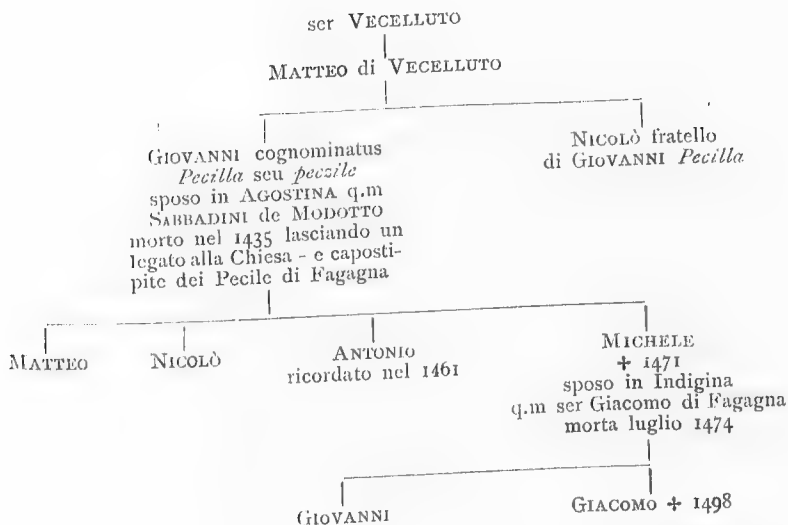 ser VECELLUTO
MATTEO di VECELLUTO
GIOVANNI cognominatus
Pecilla seu peczile
sposo in AGOSTINA q.m
SABBADINI de MODOTTO
morto nel 1435 lasciando un
legato alla Chiesa - e caposti-
pite dei Pecile di Fagagna
NICOLÒ fratello
di GIOVANNI Pecilla
MATTEO
NICOLÒ
ANTONIO
ricordato nel 1461
MICHELE
+ 1471
sposo in Indigina
q.m ser Giacomo di Fagagna
morta luglio 1474
GIOVANNI
GIACOMO + 1498